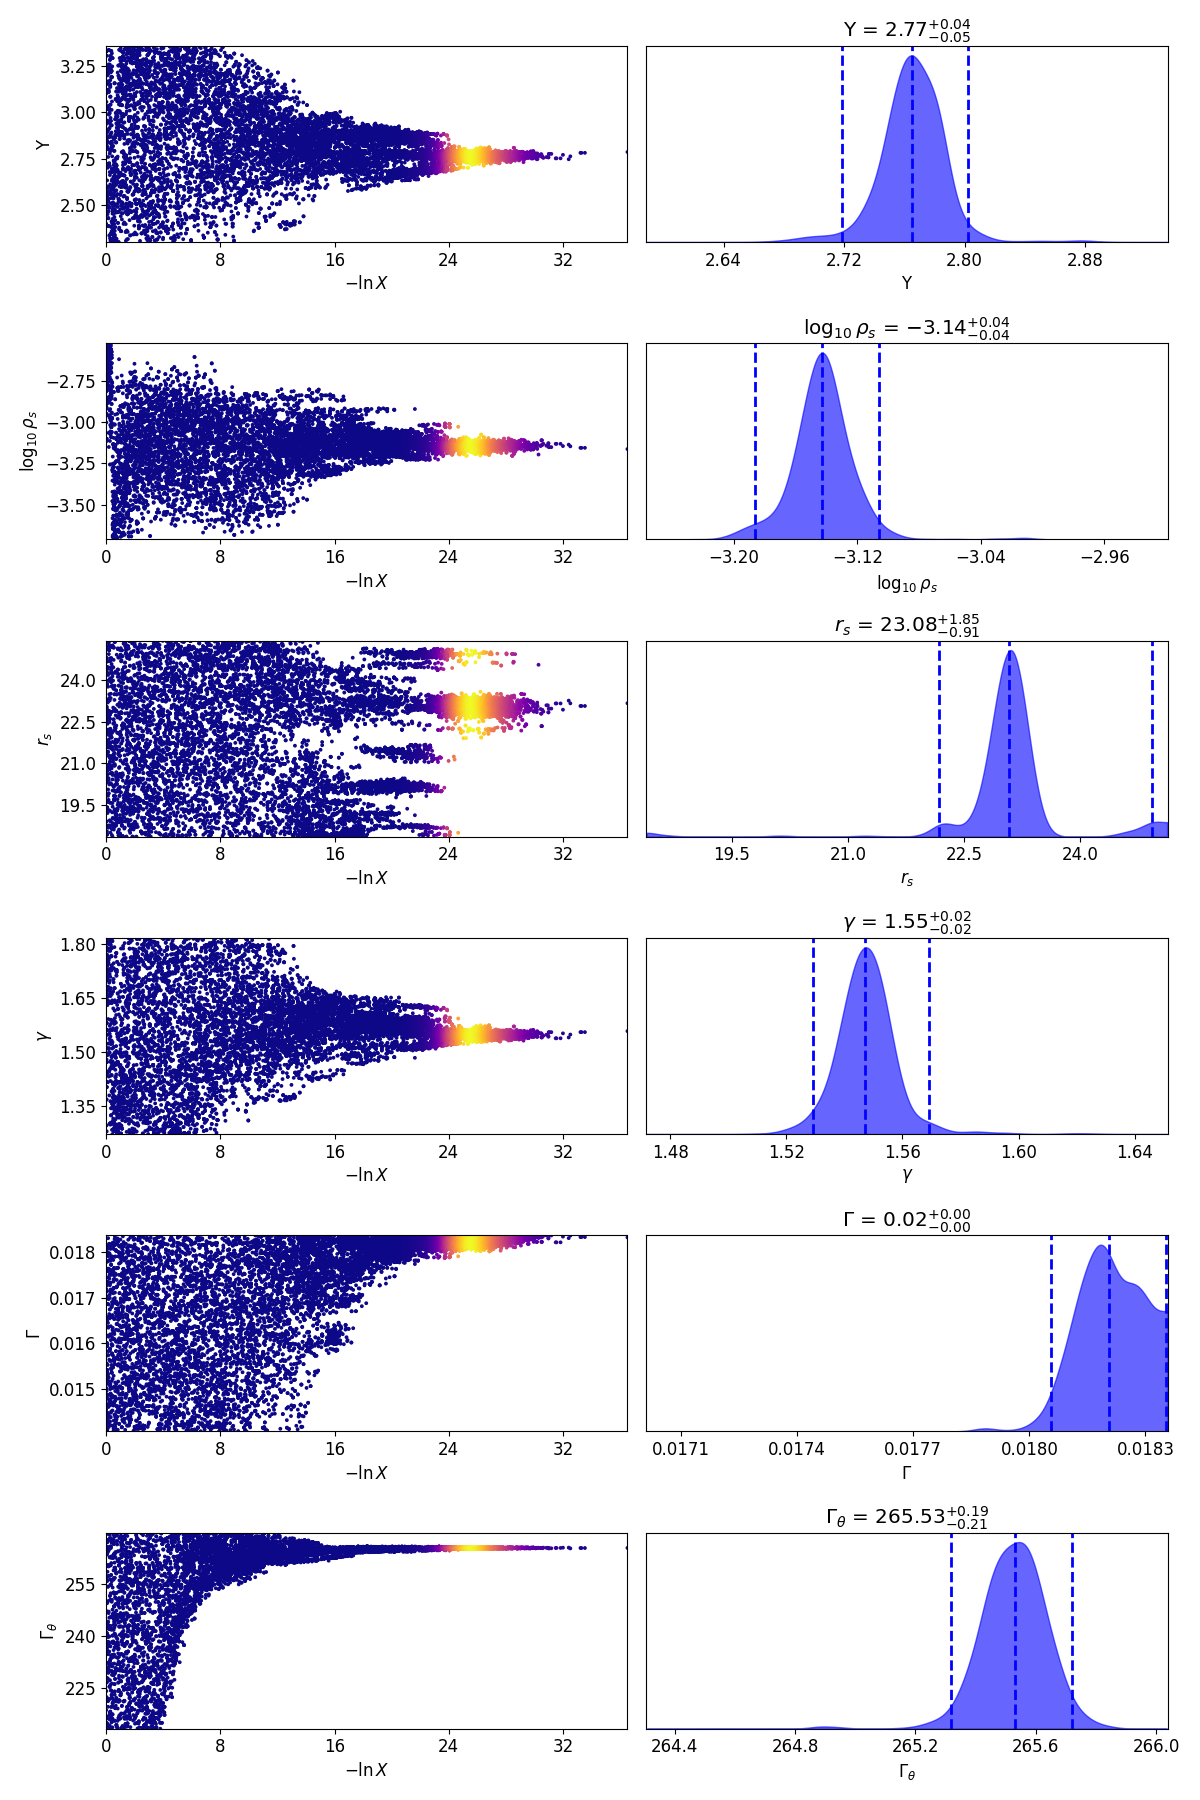 Υ = 2.77^{+0.04}_{−0.05}
Υ
3.25
3.00
2.75
2.50
0 8 16 24 32
2.64 2.72 2.80 2.88
−ln X
Υ
log₁₀ ρₛ = −3.14^{+0.04}_{−0.04}
log₁₀ ρₛ
−2.75
−3.00
−3.25
−3.50
0 8 16 24 32
−3.20 −3.12 −3.04 −2.96
−ln X
log₁₀ ρₛ
rₛ = 23.08^{+1.85}_{−0.91}
rₛ
24.0
22.5
21.0
19.5
0 8 16 24 32
19.5 21.0 22.5 24.0
−ln X
rₛ
γ = 1.55^{+0.02}_{−0.02}
γ
1.80
1.65
1.50
1.35
0 8 16 24 32
1.48 1.52 1.56 1.60 1.64
−ln X
γ
Γ = 0.02^{+0.00}_{−0.00}
Γ
0.018
0.017
0.016
0.015
0 8 16 24 32
0.0171 0.0174 0.0177 0.0180 0.0183
−ln X
Γ
Γ_θ = 265.53^{+0.19}_{−0.21}
Γ_θ
255
240
225
0 8 16 24 32
264.4 264.8 265.2 265.6 266.0
−ln X
Γ_θ